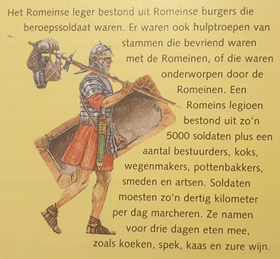 Het Romeinse leger bestond uit Romeinse burgers die
beroepssoldaat waren. Er waren ook hulptroepen van
stammen die bevriend waren
met de Romeinen, of die waren
onderworpen door de
Romeinen. Een
Romeins legioen
bestond uit zo'n
5000 soldaten plus een
aantal bestuurders, koks,
wegenmakers, pottenbakkers,
smeden en artsen. Soldaten
moesten zo'n dertig kilometer
per dag marcheren. Ze namen
voor drie dagen eten mee,
zoals koeken, spek, kaas en zure wijn.